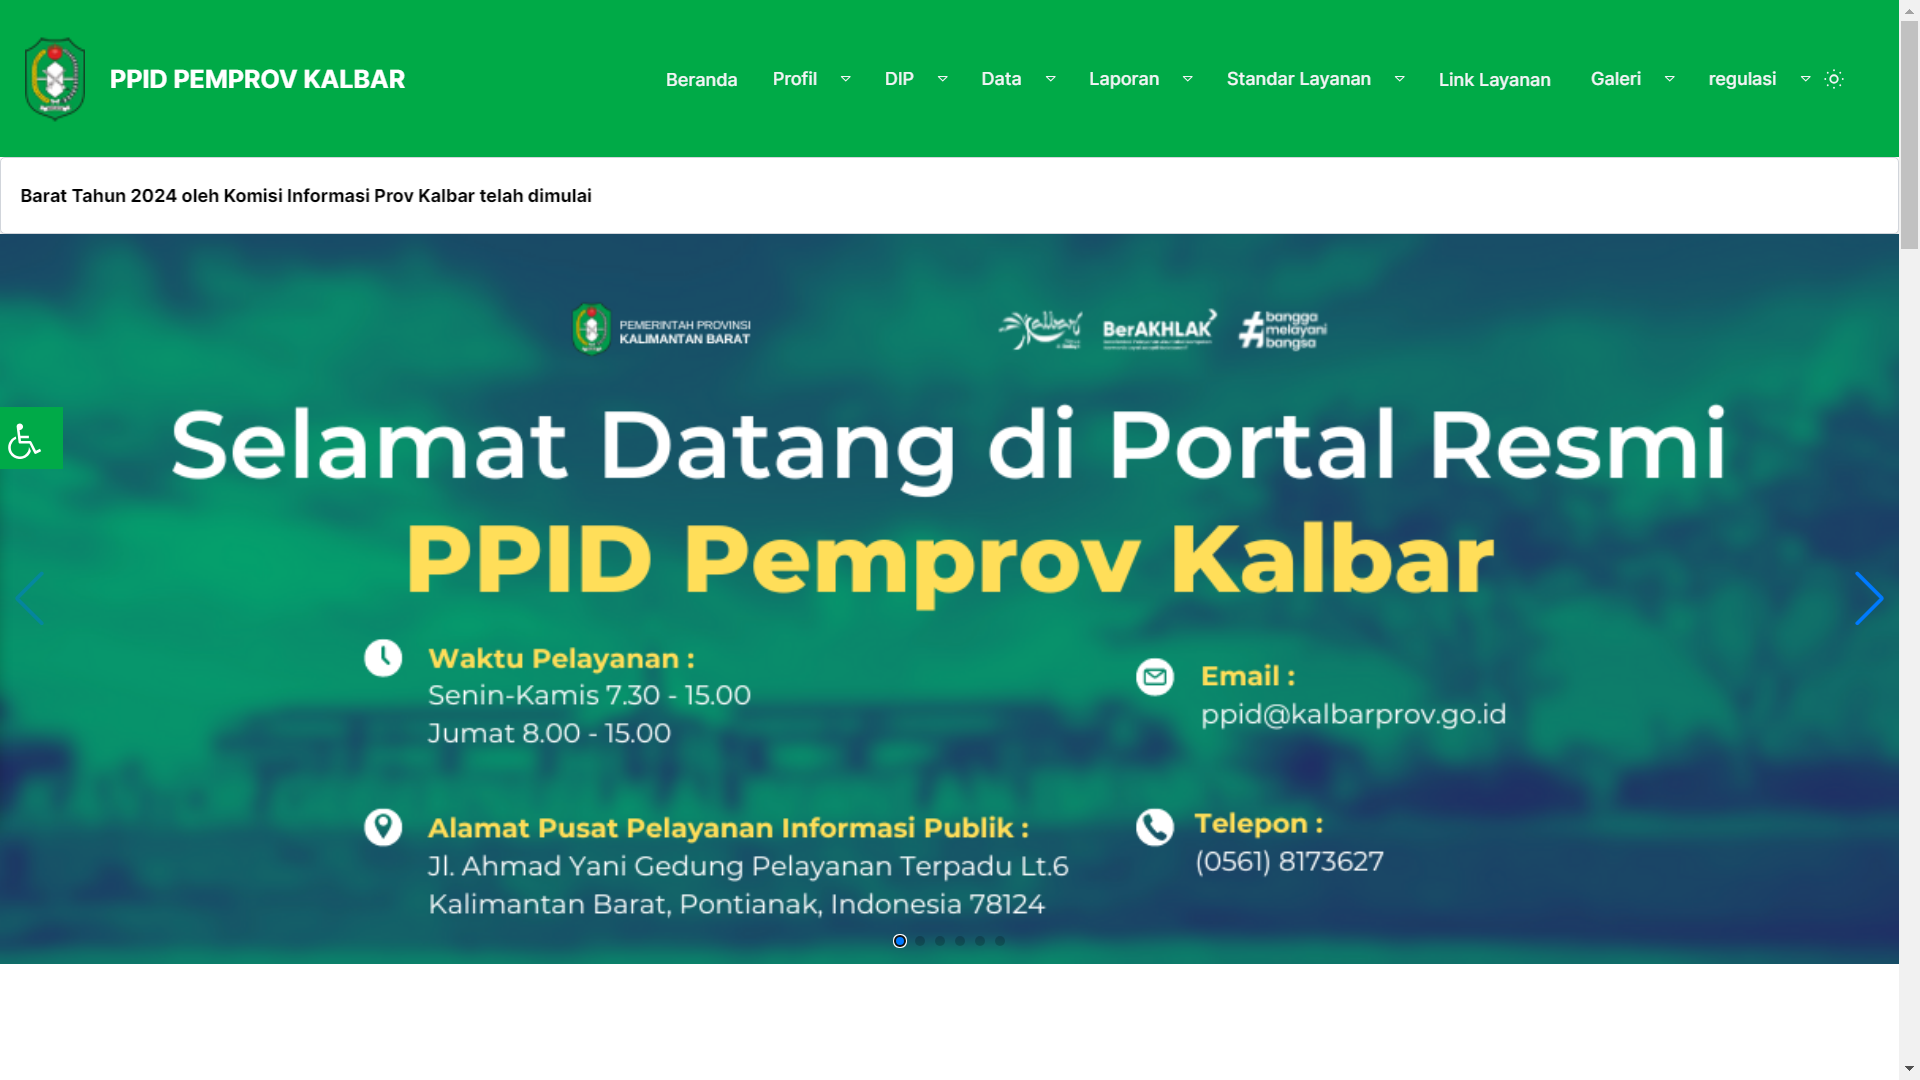 PPID PEMPROV KALBAR
Beranda
Profil
DIP
Data
Laporan
Standar Layanan
Link Layanan
Galeri
regulasi
Barat Tahun 2024 oleh Komisi Informasi Prov Kalbar telah dimulai
PEMERINTAH PROVINSI
KALIMANTAN BARAT
Kalbar
BerAKHLAK
#bangga
melayani
bangsa
Selamat Datang di Portal Resmi
PPID Pemprov Kalbar
Waktu Pelayanan :
Senin-Kamis 7.30 - 15.00
Jumat 8.00 - 15.00
Email :
ppid@kalbarprov.go.id
Alamat Pusat Pelayanan Informasi Publik :
Jl. Ahmad Yani Gedung Pelayanan Terpadu Lt.6
Kalimantan Barat, Pontianak, Indonesia 78124
Telepon :
(0561) 8173627